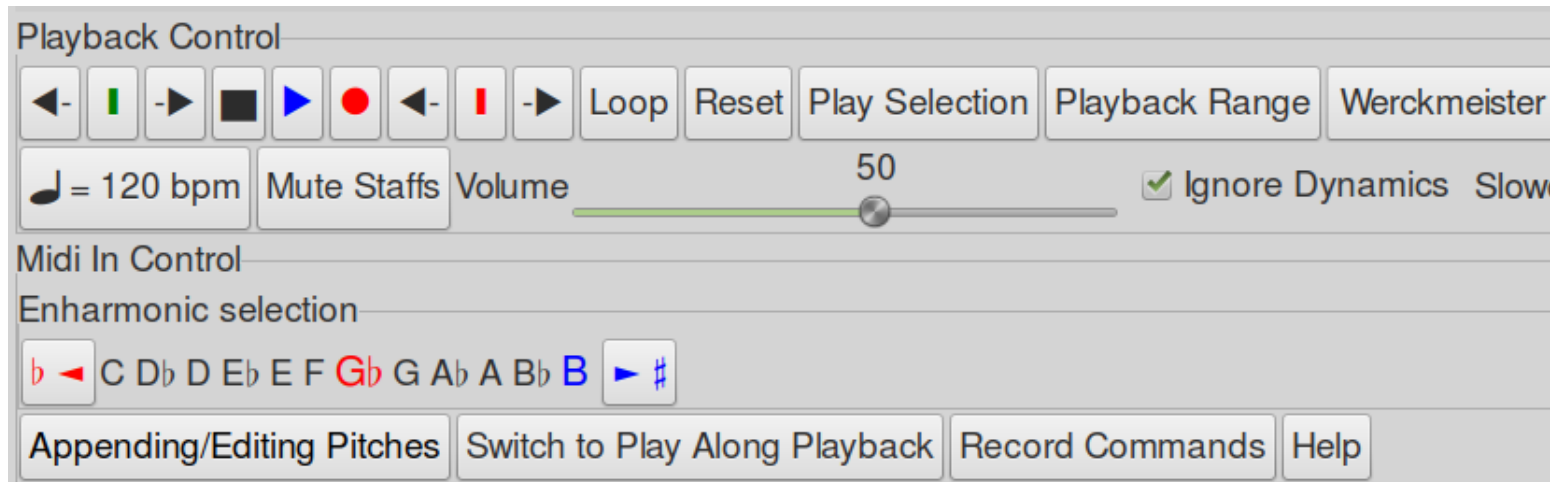 Playback Control
Loop Reset Play Selection Playback Range Werckmeister
♩ = 120 bpm Mute Staffs Volume 50 Ignore Dynamics
Midi In Control
Enharmonic selection
♭ ◄ C D♭ D E♭ E F G♭ G A♭ A B♭ B ► ♯
Appending/Editing Pitches Switch to Play Along Playback Record Commands Help